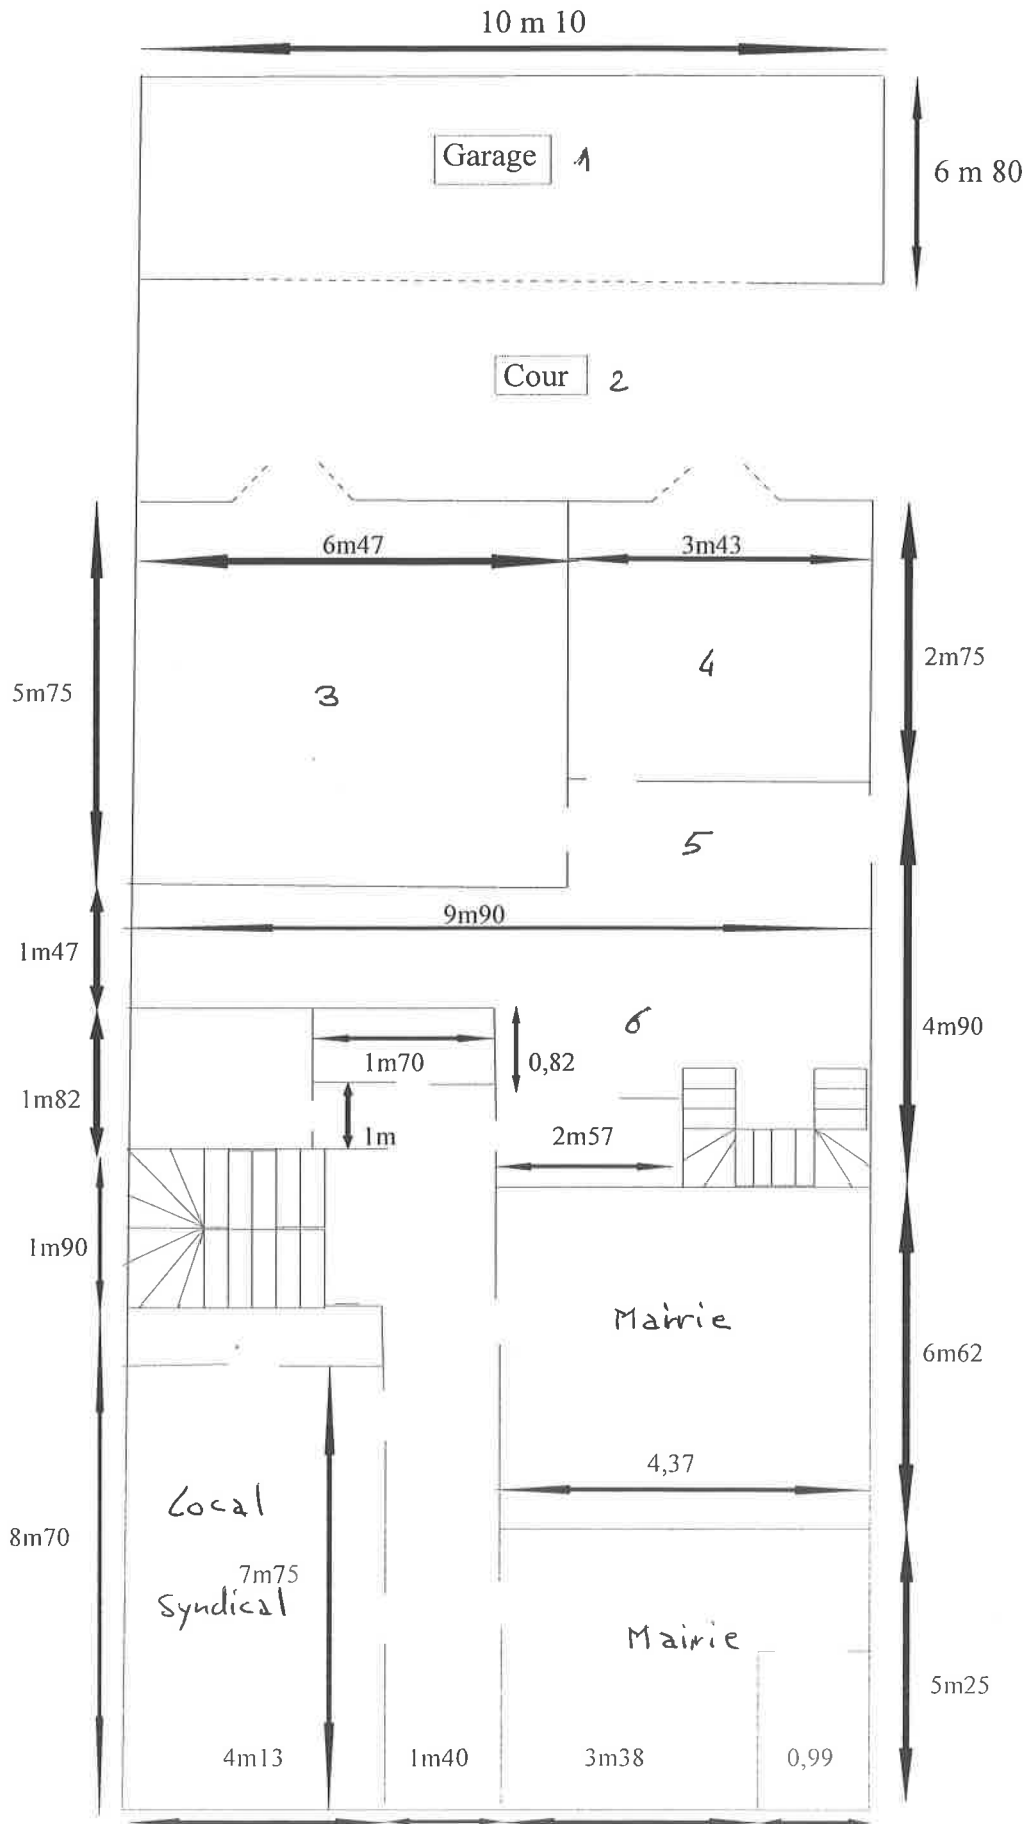 10 m 10
Garage 1
6 m 80
Cour 2
6m47
3m43
2m75
5m75
3
4
5
9m90
1m47
6
4m90
1m70
0,82
1m82
1m
2m57
1m90
Mairie
6m62
4,37
Local
8m70
7m75
Syndical
Mairie
5m25
4m13
1m40
3m38
0,99